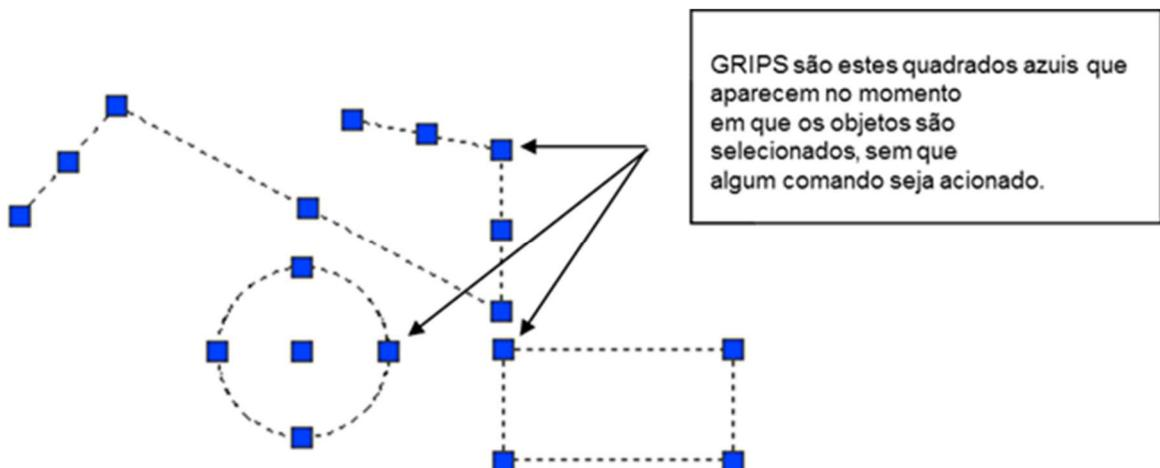 GRIPS são estes quadrados azuis que
aparecem no momento
em que os objetos são
selecionados, sem que
algum comando seja acionado.